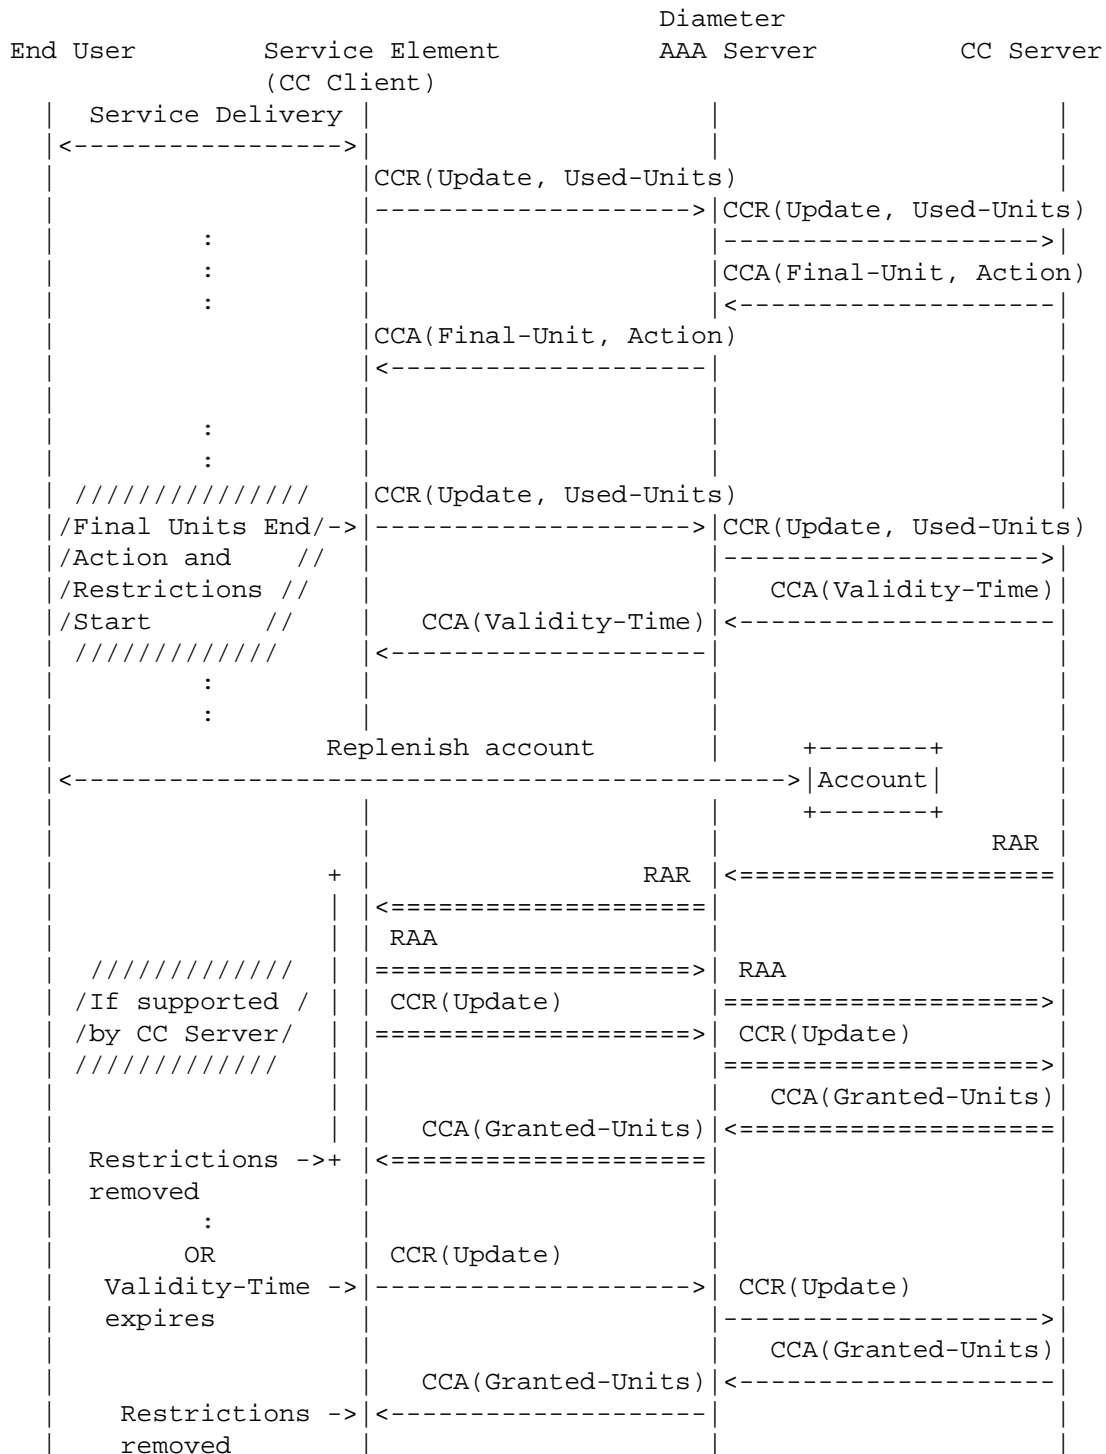 Diameter
End User        Service Element            AAA Server         CC Server
                (CC Client)
  |  Service Delivery |                      |                     |
  |<----------------->|                      |                     |
  |                   |CCR(Update, Used-Units)                     |
  |                   |--------------------->|CCR(Update, Used-Units)
  |         :         |                      |-------------------->|
  |         :         |                      |CCA(Final-Unit, Action)
  |         :         |                      |<--------------------|
  |                   |CCA(Final-Unit, Action)                     |
  |                   |<---------------------|                     |
  |                   |                      |                     |
  |         :         |                      |                     |
  |         :         |                      |                     |
  | ///////////////   |CCR(Update, Used-Units)                     |
  |/Final Units End/->|--------------------->|CCR(Update, Used-Units)
  |/Action and    //  |                      |-------------------->|
  |/Restrictions //   |                      |   CCA(Validity-Time)|
  |/Start       //    |   CCA(Validity-Time)|<--------------------|
  | /////////////     |<---------------------|                     |
  |         :         |                      |                     |
  |         :         |                      |                     |
  |                 Replenish account        |     +-------+       |
  |<---------------------------------------------->|Account|       |
  |                   |                      |     +-------+       |
  |                   |                      |                 RAR |
  |                 + |                 RAR |<====================|
  |                 | |<=====================|                     |
  |                 | | RAA                  |                     |
  |  /////////////  | |=====================>| RAA                 |
  | /If supported / | | CCR(Update)          |====================>|
  | /by CC Server/  | |=====================>| CCR(Update)         |
  | /////////////   | |                      |====================>|
  |                 | |                      |   CCA(Granted-Units)|
  |                 | |   CCA(Granted-Units)|<====================|
  |  Restrictions ->+ |<=====================|                     |
  |  removed          |                      |                     |
  |         :         |                      |                     |
  |        OR         | CCR(Update)          |                     |
  |   Validity-Time ->|--------------------->| CCR(Update)         |
  |   expires         |                      |-------------------->|
  |                   |                      |   CCA(Granted-Units)|
  |                   |   CCA(Granted-Units)|<--------------------|
  |    Restrictions ->|<---------------------|                     |
  |    removed        |                      |                     |